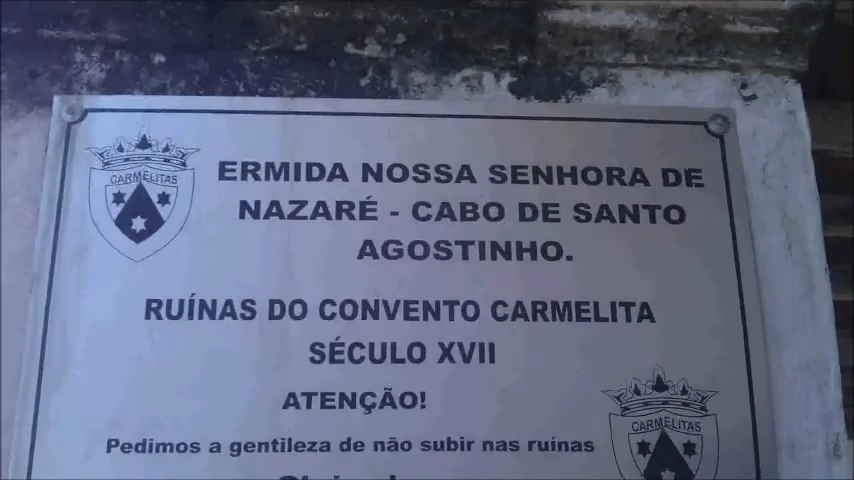 CARMELITAS
ERMIDA NOSSA SENHORA DE
NAZARÉ - CABO DE SANTO
AGOSTINHO.
RUÍNAS DO CONVENTO CARMELITA
SÉCULO XVII
ATENÇÃO!
Pedimos a gentileza de não subir nas ruínas
CARMELITAS